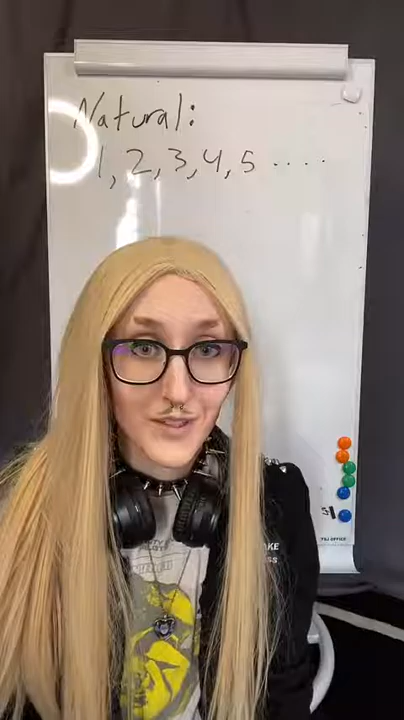 Natural:
1, 2, 3, 4, 5 ....